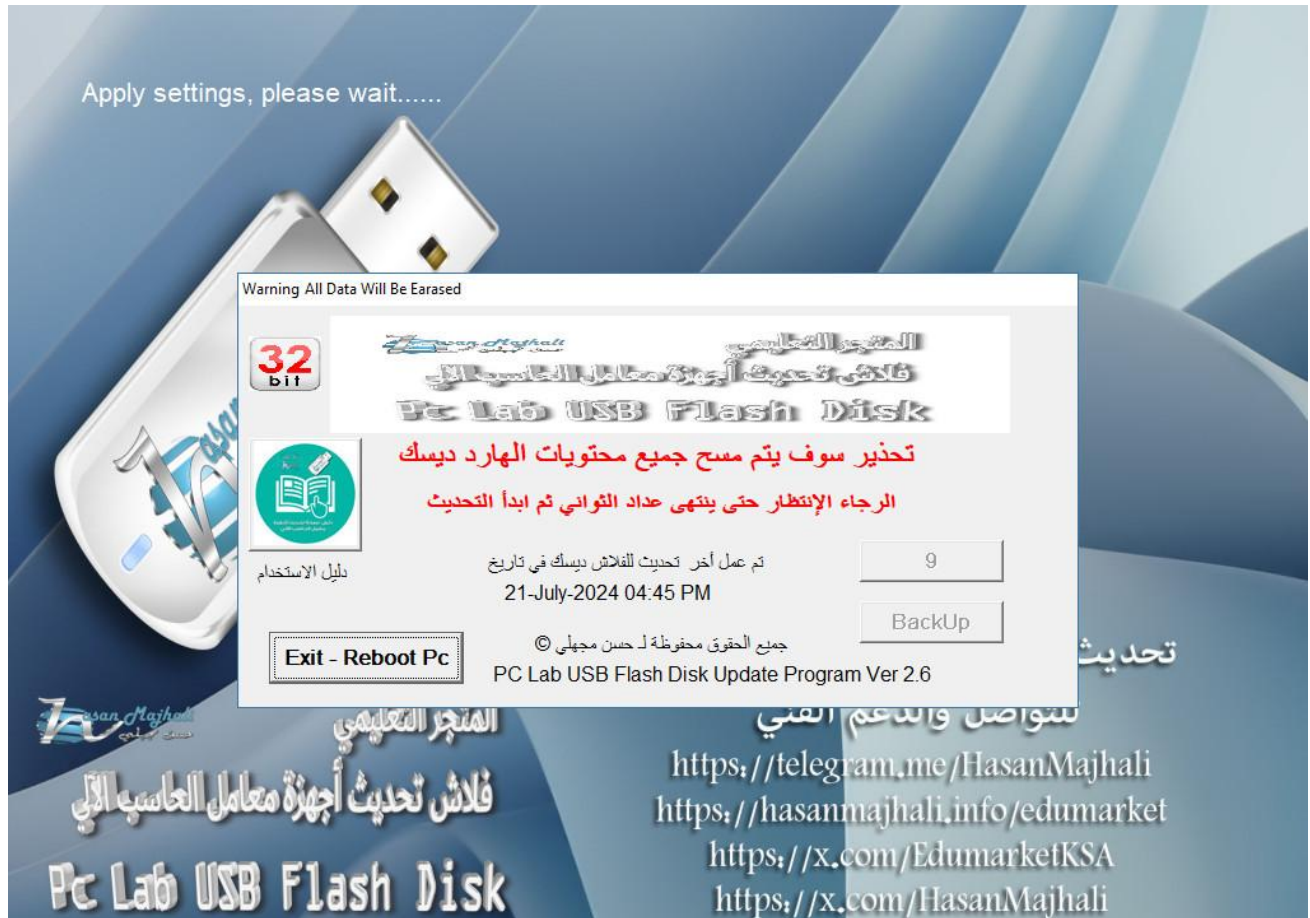 Apply settings, please wait......
Warning All Data Will Be Earased
32
bit
Hasan Majhali
المتجر التعليمي
فلاش تحديث أجهزة معامل الحاسب الآلي
Pc Lab USB Flash Disk
تحذير سوف يتم مسح جميع محتويات الهارد ديسك
الرجاء الإنتظار حتى ينتهى عداد الثواني ثم ابدأ التحديث
دليل الاستخدام
تم عمل أخر تحديث للفلاش ديسك في تاريخ
21-July-2024 04:45 PM
9
BackUp
Exit - Reboot Pc
جميع الحقوق محفوظة لـ حسن مجهلي ©
PC Lab USB Flash Disk Update Program Ver 2.6
تحديث
Hasan Majhali
حسن مجهلي
المتجر التعليمي
فلاش تحديث أجهزة معامل الحاسب الآلي
Pc Lab USB Flash Disk
للتواصل والدعم الفني
https://telegram.me/HasanMajhali
https://hasanmajhali.info/edumarket
https://x.com/EdumarketKSA
https://x.com/HasanMajhali